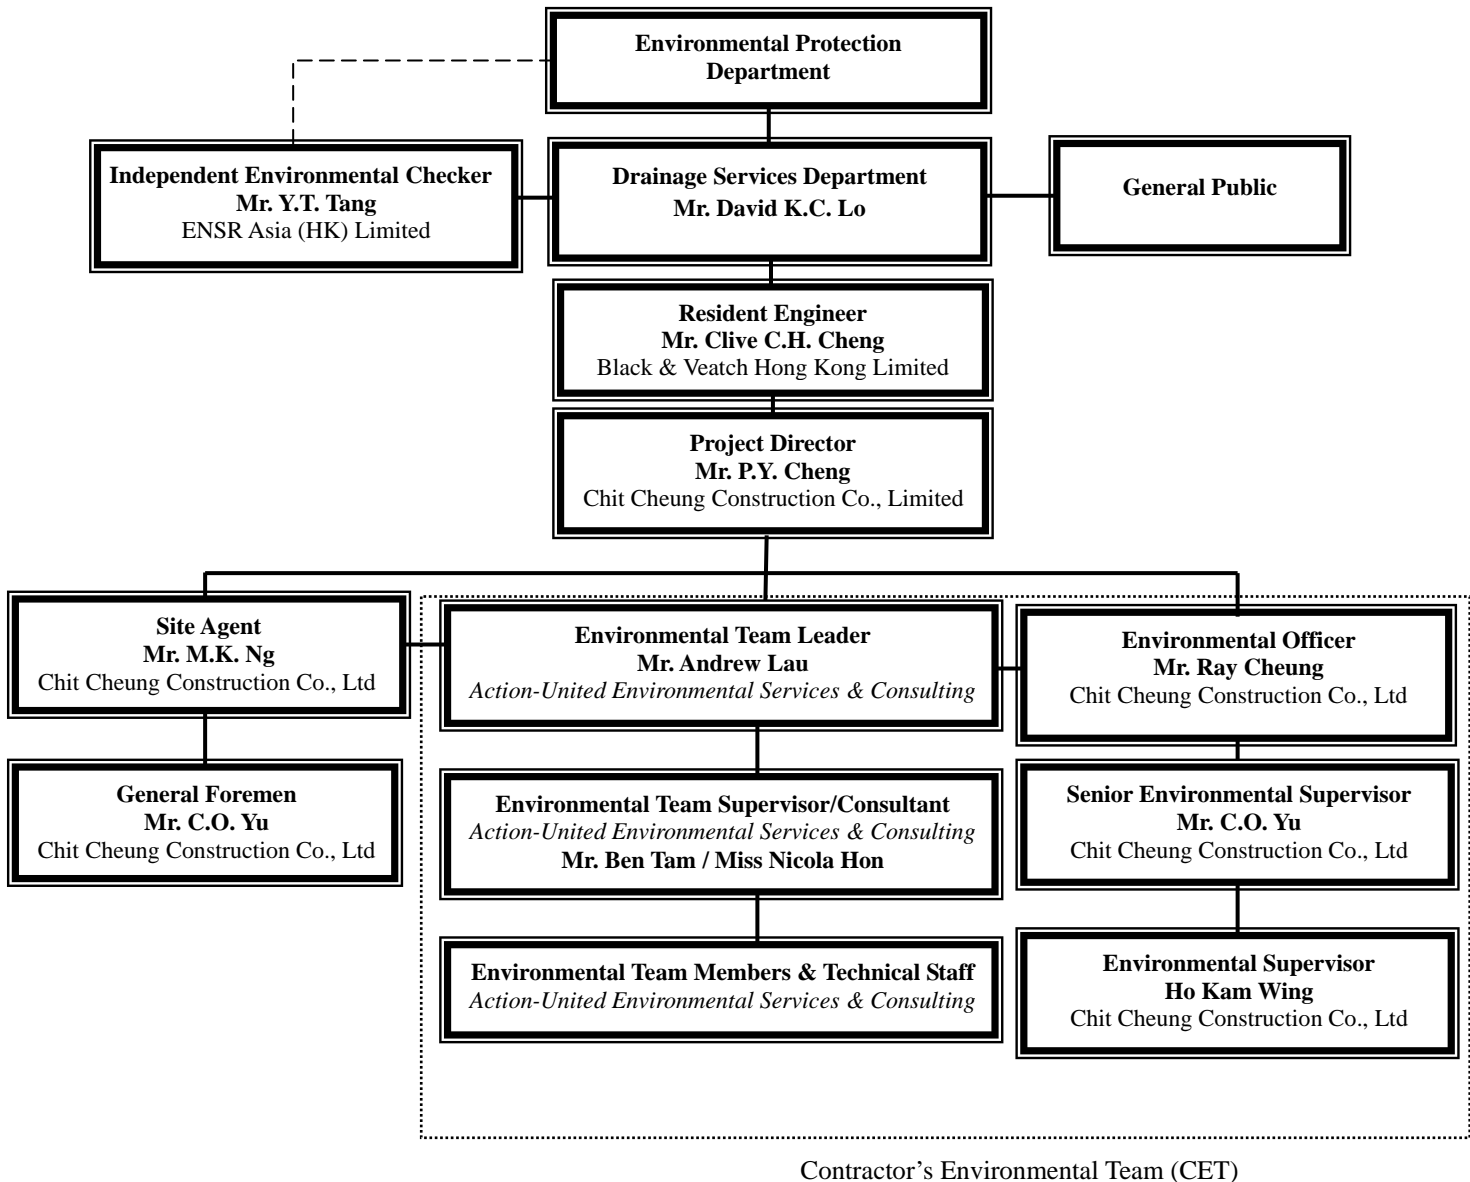 Environmental Protection
Department
Independent Environmental Checker
Mr. Y.T. Tang
ENSR Asia (HK) Limited
Drainage Services Department
Mr. David K.C. Lo
General Public
Resident Engineer
Mr. Clive C.H. Cheng
Black & Veatch Hong Kong Limited
Project Director
Mr. P.Y. Cheng
Chit Cheung Construction Co., Limited
Site Agent
Mr. M.K. Ng
Chit Cheung Construction Co., Ltd
Environmental Team Leader
Mr. Andrew Lau
Action-United Environmental Services & Consulting
Environmental Officer
Mr. Ray Cheung
Chit Cheung Construction Co., Ltd
General Foremen
Mr. C.O. Yu
Chit Cheung Construction Co., Ltd
Environmental Team Supervisor/Consultant
Action-United Environmental Services & Consulting
Mr. Ben Tam / Miss Nicola Hon
Senior Environmental Supervisor
Mr. C.O. Yu
Chit Cheung Construction Co., Ltd
Environmental Team Members & Technical Staff
Action-United Environmental Services & Consulting
Environmental Supervisor
Ho Kam Wing
Chit Cheung Construction Co., Ltd
Contractor’s Environmental Team (CET)